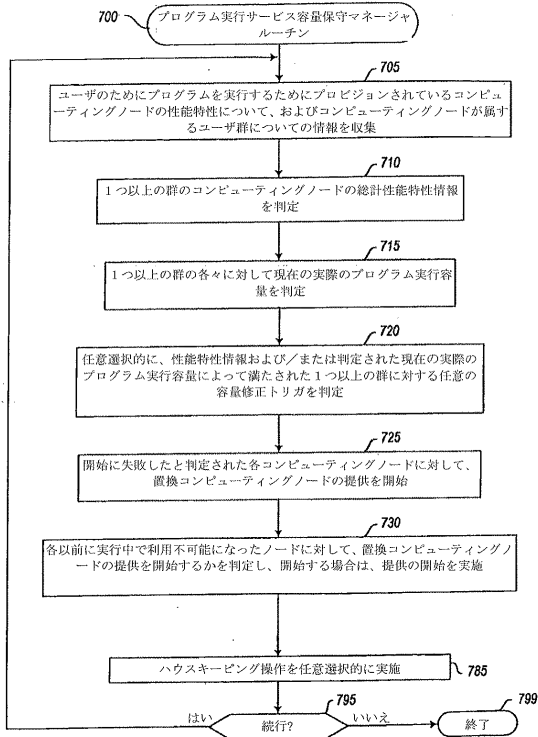 700
プログラム実行サービス容量保守マネージャ
ルーチン
705
ユーザのためにプログラムを実行するためにプロビジョンされているコンピュ
ーティングノードの性能特性について、およびコンピューティングノードが属す
るユーザ群についての情報を収集
710
1つ以上の群のコンピューティングノードの総計性能特性情報
を判定
715
1つ以上の群の各々に対して現在の実際のプログラム実行容
量を判定
720
任意選択的に、性能特性情報および/または判定された現在の実際の
プログラム実行容量によって満たされた1つ以上の群に対する任意の
容量修正トリガを判定
725
開始に失敗したと判定された各コンピューティングノードに対して、
置換コンピューティングノードの提供を開始
730
各以前に実行中で利用不可能になったノードに対して、置換コンピューティングノ
ードの提供を開始するかを判定し、開始する場合は、提供の開始を実施
ハウスキーピング操作を任意選択的に実施
785
795
はい
続行?
いいえ
799
終了